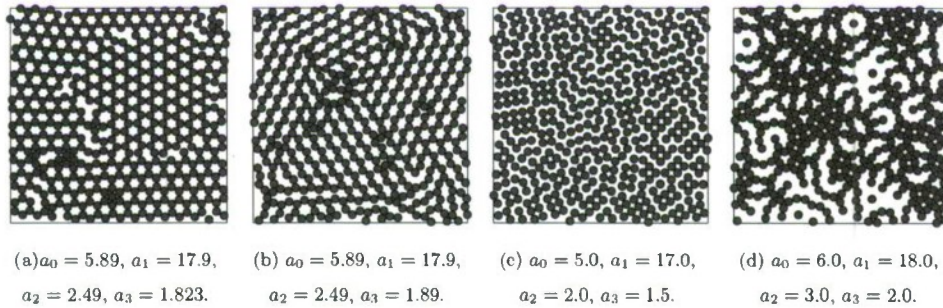 (a)a₀ = 5.89, a₁ = 17.9,
a₂ = 2.49, a₃ = 1.823.
(b) a₀ = 5.89, a₁ = 17.9,
a₂ = 2.49, a₃ = 1.89.
(c) a₀ = 5.0, a₁ = 17.0,
a₂ = 2.0, a₃ = 1.5.
(d) a₀ = 6.0, a₁ = 18.0,
a₂ = 3.0, a₃ = 2.0.